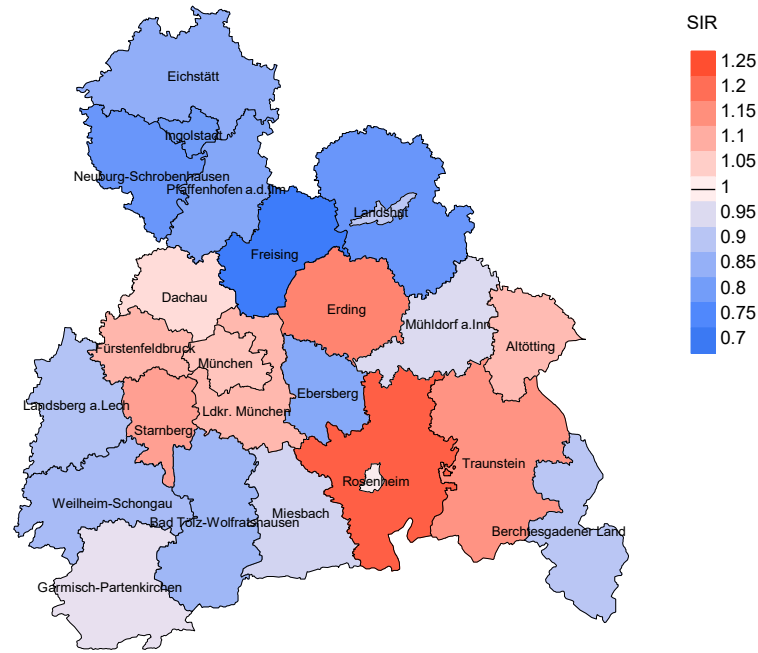 SIR
1.25
1.2
1.15
1.1
1.05
1
0.95
0.9
0.85
0.8
0.75
0.7
Eichstätt
Ingolstadt
Neuburg-Schrobenhausen
Pfaffenhofen a.d.Ilm
Landshut
Freising
Dachau
Erding
Mühldorf a.Inn
Altötting
Fürstenfeldbruck
München
Ebersberg
Landsberg a.Lech
Ldkr. München
Starnberg
Traunstein
Rosenheim
Weilheim-Schongau
Miesbach
Bad Tölz-Wolfratshausen
Berchtesgadener Land
Garmisch-Partenkirchen